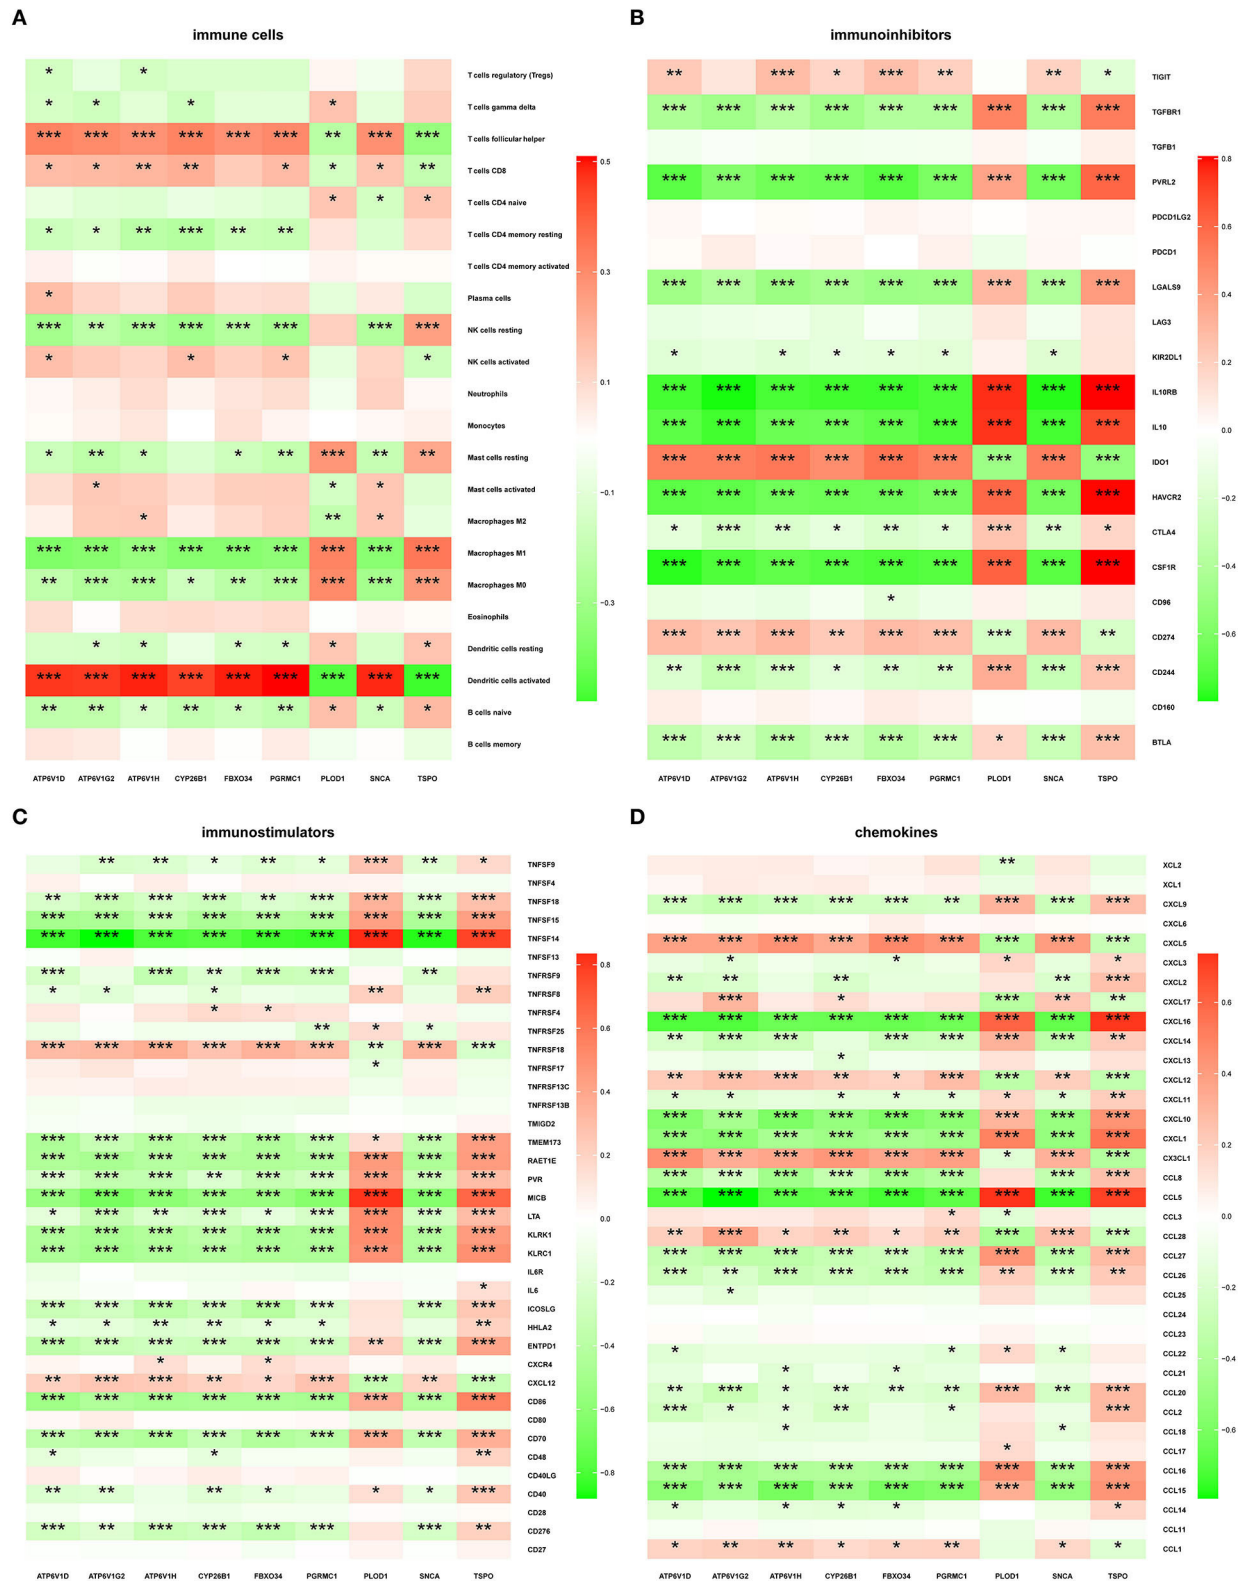 A
immune cells
* * T cells regulatory (Tregs)
* * * * T cells gamma delta
*** *** *** *** *** *** ** *** *** T cells follicular helper
* * ** ** * * * ** T cells CD8
* * * T cells CD4 naive
* * ** *** ** ** T cells CD4 memory resting
T cells CD4 memory activated
* Plasma cells
*** ** *** *** *** *** *** *** NK cells resting
* * * * NK cells activated
Neutrophils
Monocytes
* ** * * ** *** ** ** Mast cells resting
* * * Mast cells activated
* ** * Macrophages M2
*** *** *** *** *** *** *** *** *** Macrophages M1
** *** *** * ** *** *** *** *** Macrophages M0
Eosinophils
* * * * * * Dendritic cells resting
*** *** *** *** *** *** *** *** *** Dendritic cells activated
** ** * ** * ** * * * B cells naive
B cells memory
ATP6V1D ATP6V1G2 ATP6V1H CYP26B1 FBXO34 PGRMC1 PLOD1 SNCA TSPO
0.5
0.3
0.1
−0.1
−0.3
B
immunoinhibitors
** *** * *** ** ** * TIGIT
*** *** *** *** *** *** *** *** *** TGFBR1
TGFB1
*** *** *** *** *** *** *** *** *** PVRL2
PDCD1LG2
PDCD1
*** *** *** *** *** *** *** *** *** LGALS9
LAG3
* * * * * * KIR2DL1
*** *** *** *** *** *** *** *** *** IL10RB
*** *** *** *** *** *** *** *** *** IL10
*** *** *** *** *** *** *** *** *** IDO1
*** *** *** *** *** *** *** *** *** HAVCR2
* *** ** * ** * *** ** * CTLA4
*** *** *** *** *** *** *** *** *** CSF1R
* CD96
*** *** *** ** *** *** *** *** ** CD274
** *** *** * ** ** *** *** *** CD244
CD160
*** *** *** *** *** *** * *** *** BTLA
ATP6V1D ATP6V1G2 ATP6V1H CYP26B1 FBXO34 PGRMC1 PLOD1 SNCA TSPO
0.8
0.6
0.4
0.2
0.0
−0.2
−0.4
−0.6
C
immunostimulators
** ** * ** * *** ** * TNFSF9
TNFSF4
** *** *** *** ** *** *** *** *** TNFSF18
*** *** *** *** *** *** *** *** *** TNFSF15
*** *** *** *** *** *** *** *** *** TNFSF14
TNFSF13
*** *** ** *** *** ** TNFRSF9
* * * ** ** TNFRSF8
* * TNFRSF4
** * * TNFRSF25
*** *** *** *** *** *** ** *** *** TNFRSF18
* TNFRSF17
TNFRSF13C
TNFRSF13B
TMIGD2
*** *** *** *** *** *** * *** *** TMEM173
*** *** *** *** *** *** *** *** *** RAET1E
*** *** *** ** *** *** *** *** *** PVR
*** *** *** *** *** *** *** *** *** MICB
* *** ** *** * *** *** *** *** LTA
*** *** *** *** *** *** *** *** *** KLRK1
*** *** *** *** *** *** *** *** *** KLRC1
IL6R
* IL6
*** *** *** *** *** *** *** *** ICOSLG
* * ** ** * * ** HHLA2
*** *** *** *** *** *** ** *** *** ENTPD1
* * CXCR4
** *** *** ** * *** *** ** *** CXCL12
*** *** *** *** *** *** *** *** *** CD86
CD80
*** *** *** *** *** *** *** *** *** CD70
* * ** CD48
CD40LG
** ** ** * * * *** CD40
CD28
*** ** *** *** *** *** *** ** CD276
CD27
ATP6V1D ATP6V1G2 ATP6V1H CYP26B1 FBXO34 PGRMC1 PLOD1 SNCA TSPO
0.8
0.6
0.4
0.2
0.0
−0.2
−0.4
−0.6
−0.8
D
chemokines
** XCL2
XCL1
*** *** *** *** *** ** *** *** *** CXCL9
CXCL6
*** *** *** *** *** *** *** *** *** CXCL5
* * * * CXCL3
** ** ** ** *** CXCL2
*** * *** ** ** CXCL17
*** *** *** *** *** *** *** *** *** CXCL16
** *** *** *** *** *** *** ** CXCL14
* CXCL13
** *** *** ** * *** *** ** *** CXCL12
* * * * * * * ** CXCL11
*** *** *** *** *** *** *** *** *** CXCL10
*** *** *** *** *** *** *** *** *** CXCL1
*** *** *** *** *** *** * *** *** CX3CL1
*** *** *** *** *** *** *** *** CCL8
*** *** *** *** *** *** *** *** *** CCL5
* * CCL3
** *** * ** * ** *** *** *** CCL28
*** *** *** *** *** *** *** *** *** CCL27
*** ** *** *** *** *** ** *** ** CCL26
* CCL25
CCL24
CCL23
* * * * CCL22
* * CCL21
** *** * ** ** ** *** ** *** CCL20
*** * * ** * *** CCL2
* * CCL18
* CCL17
*** *** *** *** *** *** *** *** *** CCL16
*** *** *** *** *** *** *** *** *** CCL15
* * * * * CCL14
CCL11
* ** ** * * ** * * CCL1
ATP6V1D ATP6V1G2 ATP6V1H CYP26B1 FBXO34 PGRMC1 PLOD1 SNCA TSPO
0.6
0.4
0.2
0.0
−0.2
−0.4
−0.6